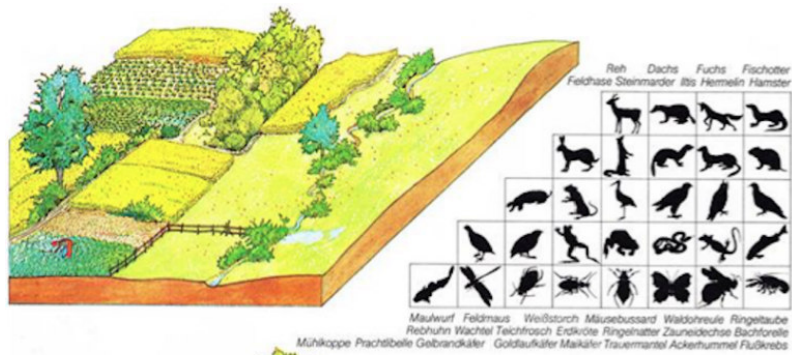 Reh Dachs Fuchs Fischotter
Feldhase Steinmarder Iltis Hermelin Hamster
Maulwurf Feldmaus Weißstorch Mäusebussard Waldohreule Ringeltaube
Rebhuhn Wachtel Teichfrosch Erdkröte Ringelnatter Zauneidechse Bachforelle
Mühlkoppe Prachtlibelle Gelbrandkäfer Goldlaufkäfer Maikäfer Trauermantel Ackerhummel Flußkrebs